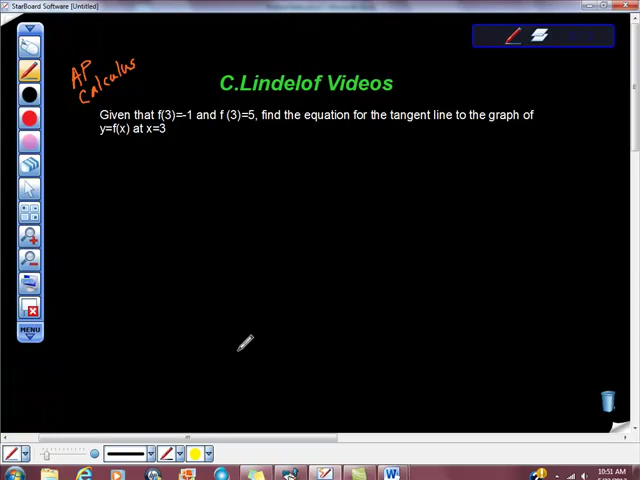 StarBoard Software [Untitled]
AP
Calculus
C.Lindelof Videos
Given that f(3)=-1 and f (3)=5, find the equation for the tangent line to the graph of
y=f(x) at x=3
MENU
10:51 AM